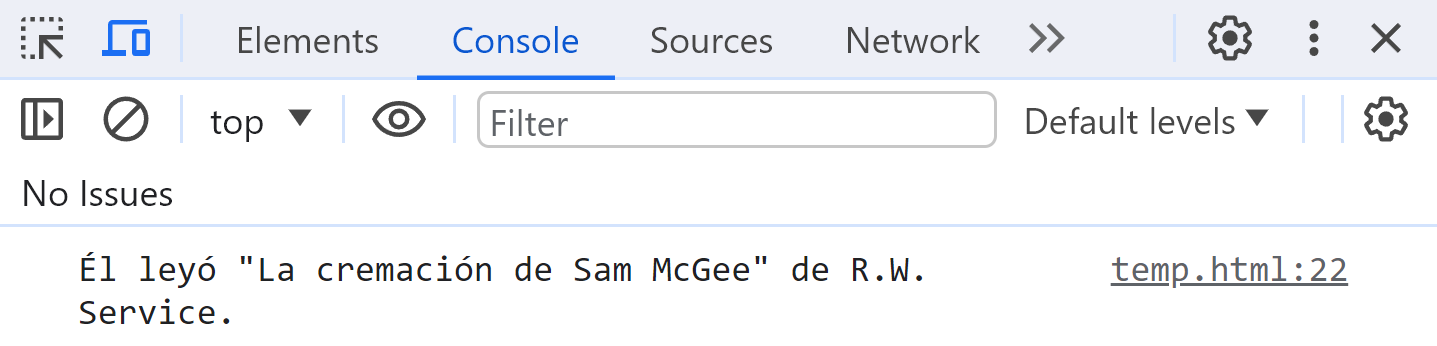 Elements Console Sources Network
top Filter Default levels
No Issues
Él leyó "La cremación de Sam McGee" de R.W. temp.html:22
Service.